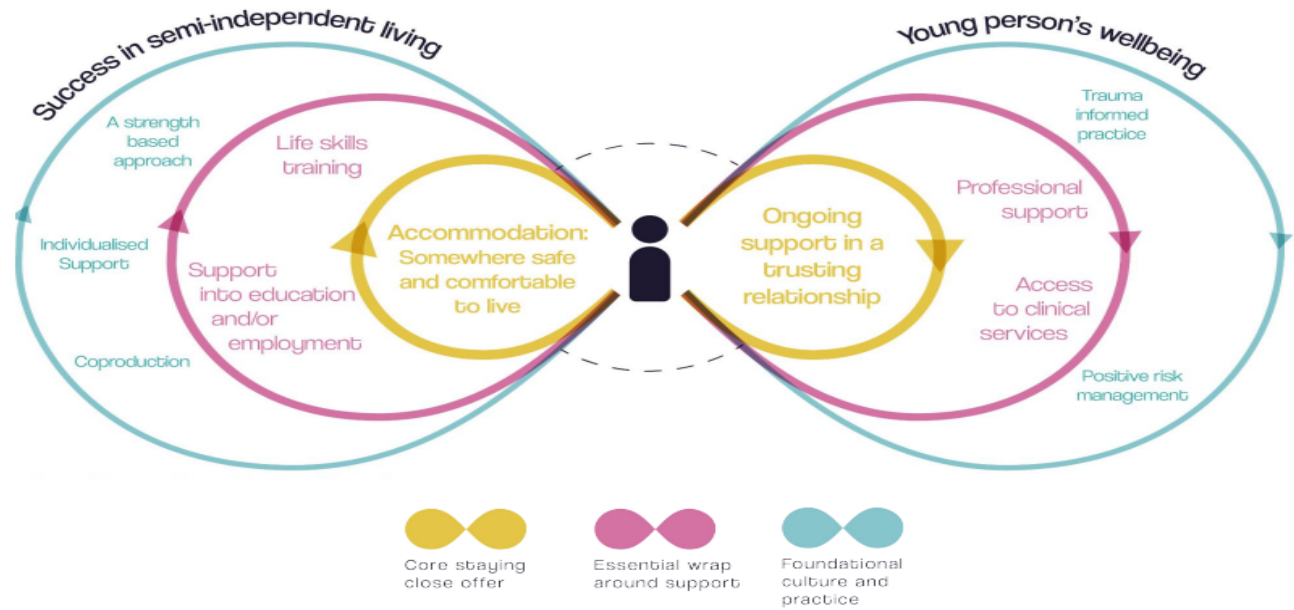 Success in semi-independent living
Young person's wellbeing
A strength
based
approach
Individualised
Support
Coproduction
Life skills
training
Support
into education
and/or
employment
Accommodation:
Somewhere safe
and comfortable
to live
Ongoing
support in a
trusting
relationship
Professional
support
Access
to clinical
services
Trauma
informed
practice
Positive risk
management
Core staying
close offer
Essential wrap
around support
Foundational
culture and
practice